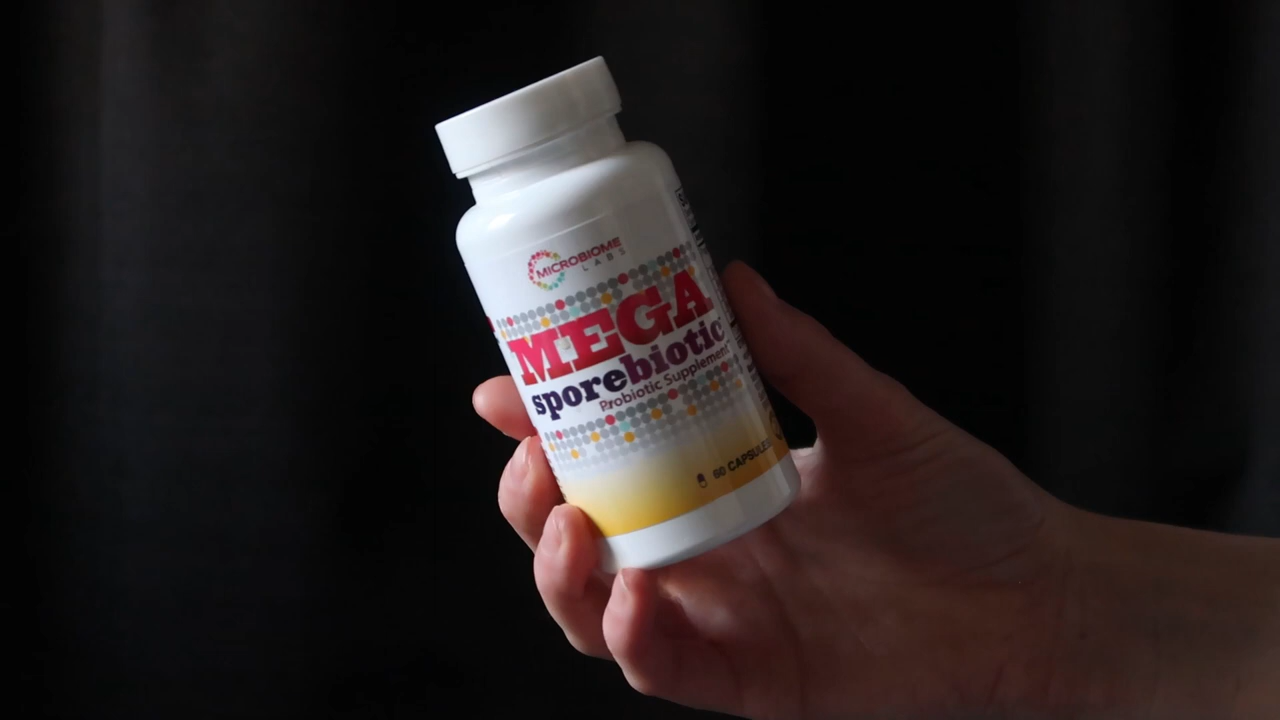 MICROBIOME
LABS
MEGA
sporebiotic
Probiotic Supplement
60 CAPSULES